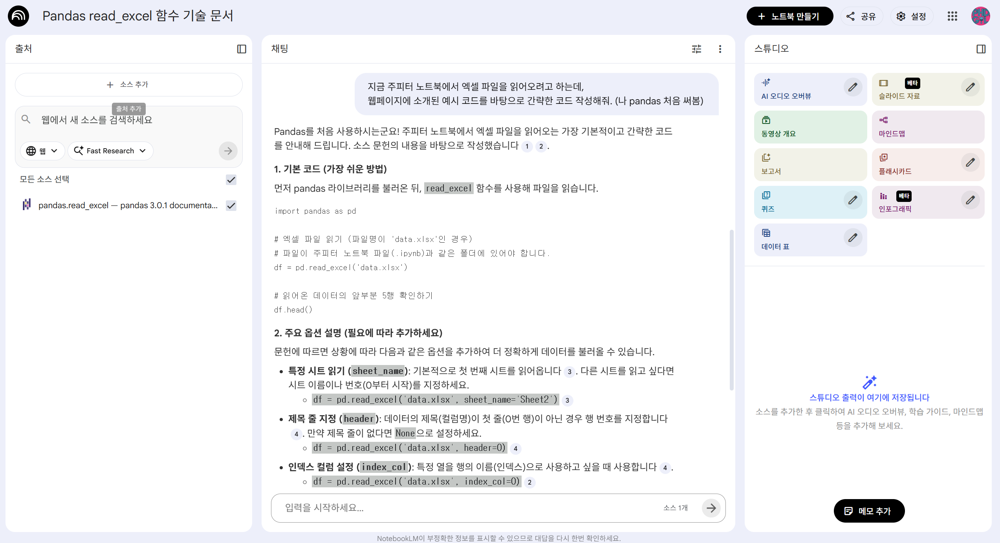 Pandas read_excel 함수 기술 문서
노트북 만들기
공유
설정
출처
소스 추가
출처 추가
웹에서 새 소스를 검색하세요
웹
Fast Research
모든 소스 선택
pandas.read_excel — pandas 3.0.1 documenta...
채팅
지금 주피터 노트북에서 엑셀 파일을 읽어오려고 하는데,
웹페이지에 소개된 예시 코드를 바탕으로 간략한 코드 작성해줘. (나 pandas 처음 써봄)
Pandas를 처음 사용하시는군요! 주피터 노트북에서 엑셀 파일을 읽어오는 가장 기본적이고 간략한 코드
를 안내해 드립니다. 소스 문헌의 내용을 바탕으로 작성했습니다 1 2 .
1. 기본 코드 (가장 쉬운 방법)
먼저 pandas 라이브러리를 불러온 뒤, read_excel 함수를 사용해 파일을 읽습니다.
import pandas as pd
# 엑셀 파일 읽기 (파일명이 'data.xlsx'인 경우)
# 파일이 주피터 노트북 파일(.ipynb)과 같은 폴더에 있어야 합니다.
df = pd.read_excel('data.xlsx')
# 읽어온 데이터의 앞부분 5행 확인하기
df.head()
2. 주요 옵션 설명 (필요에 따라 추가하세요)
문헌에 따르면 상황에 따라 다음과 같은 옵션을 추가하여 더 정확하게 데이터를 불러올 수 있습니다.
• 특정 시트 읽기 (sheet_name): 기본적으로 첫 번째 시트를 읽어옵니다 3 . 다른 시트를 읽고 싶다면
시트 이름이나 번호(0부터 시작)를 지정하세요.
◦ df = pd.read_excel('data.xlsx', sheet_name='Sheet2') 3
• 제목 줄 지정 (header): 데이터의 제목(컬럼명)이 첫 줄(0번 행)이 아닌 경우 행 번호를 지정합니다
4 . 만약 제목 줄이 없다면 None으로 설정하세요.
◦ df = pd.read_excel('data.xlsx', header=0) 4
• 인덱스 컬럼 설정 (index_col): 특정 열을 행의 이름(인덱스)으로 사용하고 싶을 때 사용합니다 4 .
◦ df = pd.read_excel('data.xlsx', index_col=0) 2
입력을 시작하세요...
소스 1개
스튜디오
AI 오디오 오버뷰
베타
슬라이드 자료
동영상 개요
마인드맵
보고서
플래시카드
퀴즈
베타
인포그래픽
데이터 표
스튜디오 출력이 여기에 저장됩니다
소스를 추가한 후 클릭하여 AI 오디오 오버뷰, 학습 가이드, 마인드맵
등을 추가해 보세요.
메모 추가
NotebookLM이 부정확한 정보를 표시할 수 있으므로 대답을 다시 한번 확인하세요.